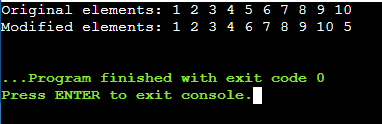 Original elements: 1 2 3 4 5 6 7 8 9 10
Modified elements: 1 2 3 4 6 7 8 9 10 5
...Program finished with exit code 0
Press ENTER to exit console.